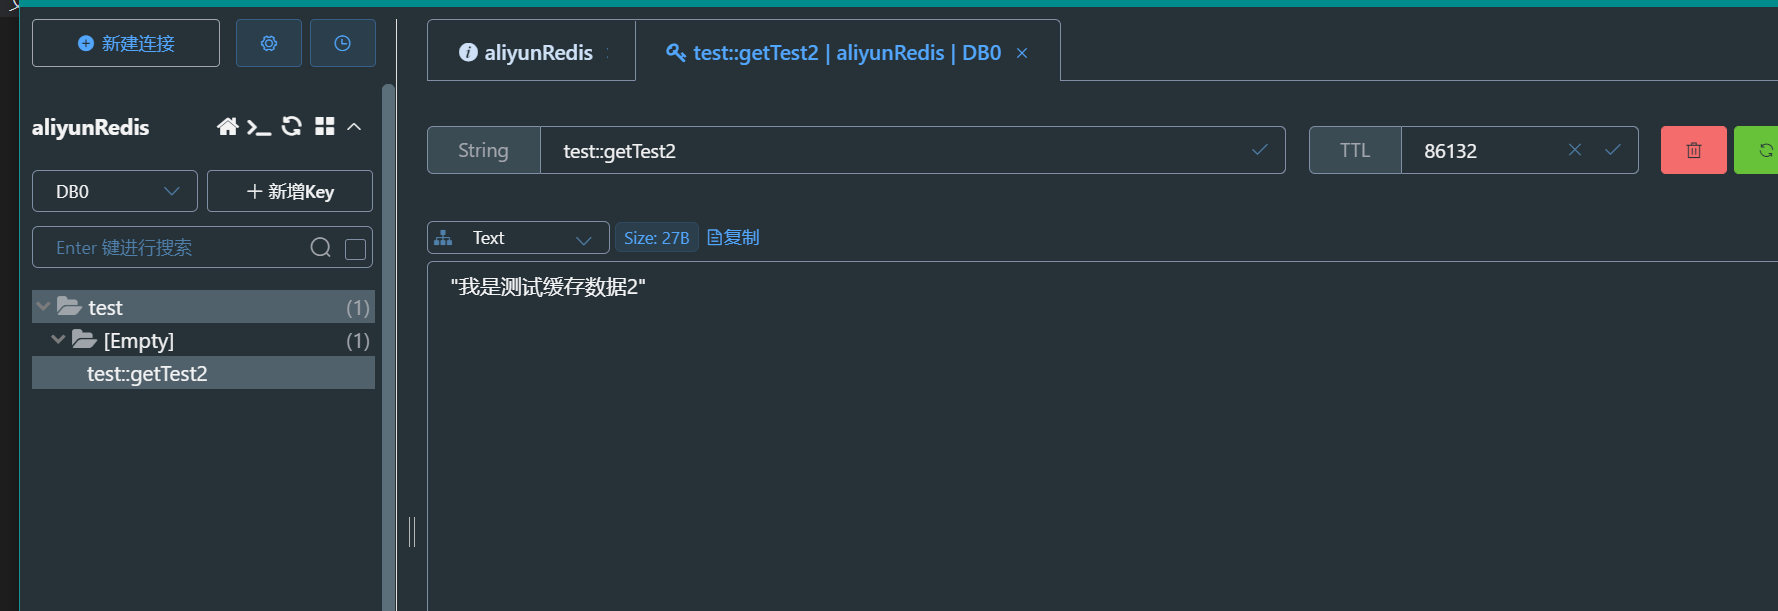 新建连接
aliyunRedis
test::getTest2 | aliyunRedis | DB0
aliyunRedis
String
test::getTest2
TTL
86132
DB0
新增Key
Enter 键进行搜索
Text
Size: 27B
复制
"我是测试缓存数据2"
test
(1)
[Empty]
(1)
test::getTest2